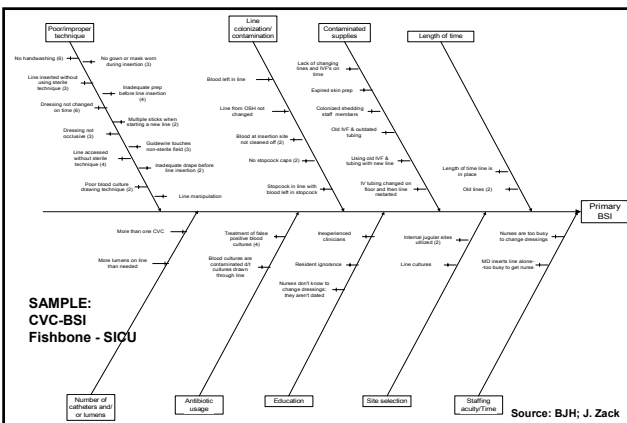 Poor/improper
technique
Line
colonization/
contamination
Contaminated
supplies
Length of time
No handwashing (6)
No gown or mask worn
during insertion (3)
Line inserted without
using sterile
technique (3)
Inadequate prep
before line insertion
(4)
Dressing not changed
on time (6)
Multiple sticks when
starting a new line (2)
Dressing not
occlusive (3)
Guidewire touches
non-sterile field (3)
Line accessed
without sterile
technique (4)
Inadequate drape before
line insertion (2)
Poor blood culture
drawing technique (2)
Line manipulation
Blood left in line
Line from OSH not
changed
Blood at insertion site
not cleaned off (2)
No stopcock caps (2)
Stopcock in line with
blood left in stopcock
Lack of changing
lines and IVF's on
time
Expired skin prep
Colonized shedding
staff members
Old IVF & outdated
tubing
Using old IVF &
tubing with new line
IV tubing changed on
floor and then line
restarted
Length of time line is
in place
Old lines (2)
Primary
BSI
More than one CVC
More lumens on line
than needed
Treatment of false
positive blood
cultures (4)
Blood cultures are
contaminated d/t
cultures drawn
through line
Inexperienced
clinicians
Resident ignorance
Nurses don't know to
change dressings:
they aren't dated
Internal jugular sites
utilized (2)
Line cultures
Nurses are too busy
to change dressings
MD inserts line alone-
-too busy to get nurse
SAMPLE:
CVC-BSI
Fishbone - SICU
Number of
catheters and/
or lumens
Antibiotic
usage
Education
Site selection
Staffing
acuity/Time
Source: BJH; J. Zack